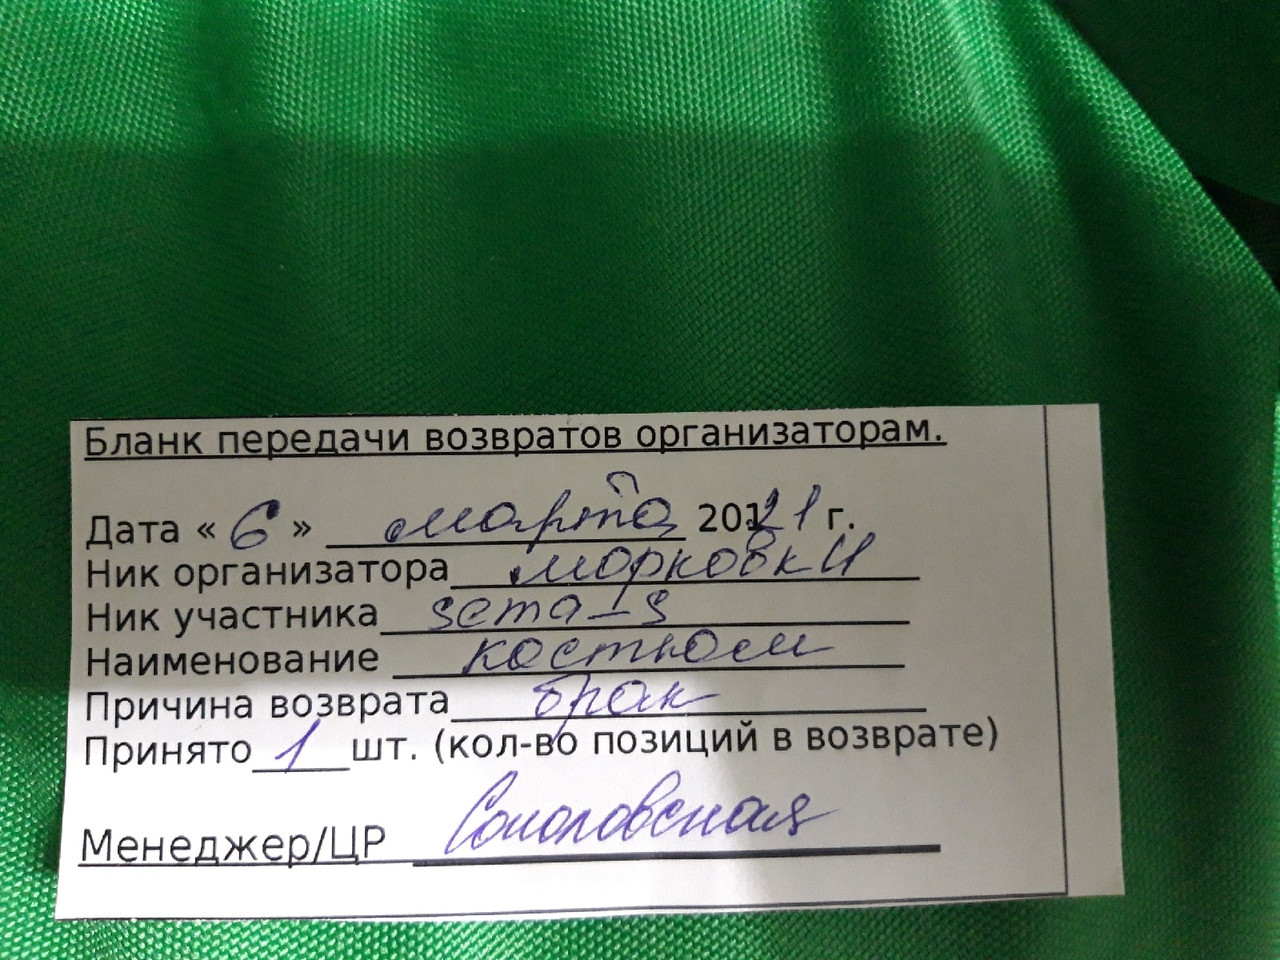 Бланк передачи возвратов организаторам.
Дата « 6 » марта 2021 г.
Ник организатора морковкИ
Ник участника sema_s
Наименование костюм
Причина возврата брак
Принято 1 шт. (кол-во позиций в возврате)
Менеджер/ЦР Соколовская